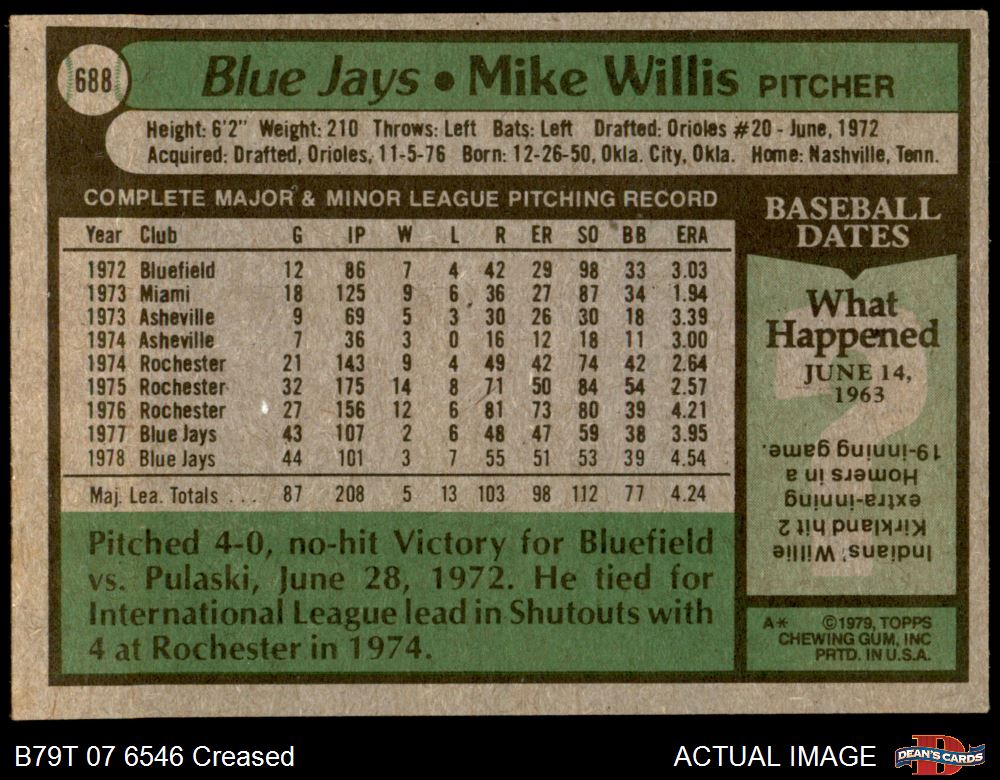 688
Blue Jays • Mike Willis PITCHER
Height: 6'2" Weight: 210 Throws: Left Bats: Left Drafted: Orioles #20 - June, 1972
Acquired: Drafted, Orioles, 11-5-76 Born: 12-26-50, Okla. City, Okla. Home: Nashville, Tenn.
COMPLETE MAJOR & MINOR LEAGUE PITCHING RECORD
Year Club G IP W L R ER SO BB ERA
1972 Bluefield 12 86 7 4 42 29 98 33 3.03
1973 Miami 18 125 9 6 36 27 87 34 1.94
1973 Asheville 9 69 5 3 30 26 30 18 3.39
1974 Asheville 7 36 3 0 16 12 18 11 3.00
1974 Rochester 21 143 9 4 49 42 74 42 2.64
1975 Rochester 32 175 14 8 71 50 84 54 2.57
1976 Rochester 27 156 12 6 81 73 80 39 4.21
1977 Blue Jays 43 107 2 6 48 47 59 38 3.95
1978 Blue Jays 44 101 3 7 55 51 53 39 4.54
Maj. Lea. Totals . . . 87 208 5 13 103 98 112 77 4.24
Pitched 4-0, no-hit Victory for Bluefield
vs. Pulaski, June 28, 1972. He tied for
International League lead in Shutouts with
4 at Rochester in 1974.
BASEBALL
DATES
What
Happened
JUNE 14,
1963
Indians' Willie
Kirkland hit 2
extra-inning
Homers in a
19-inning game.
A* ©1979, TOPPS
CHEWING GUM, INC
PRTD. IN U.S.A.
B79T 07 6546 Creased
ACTUAL IMAGE
DEAN'S CARDS